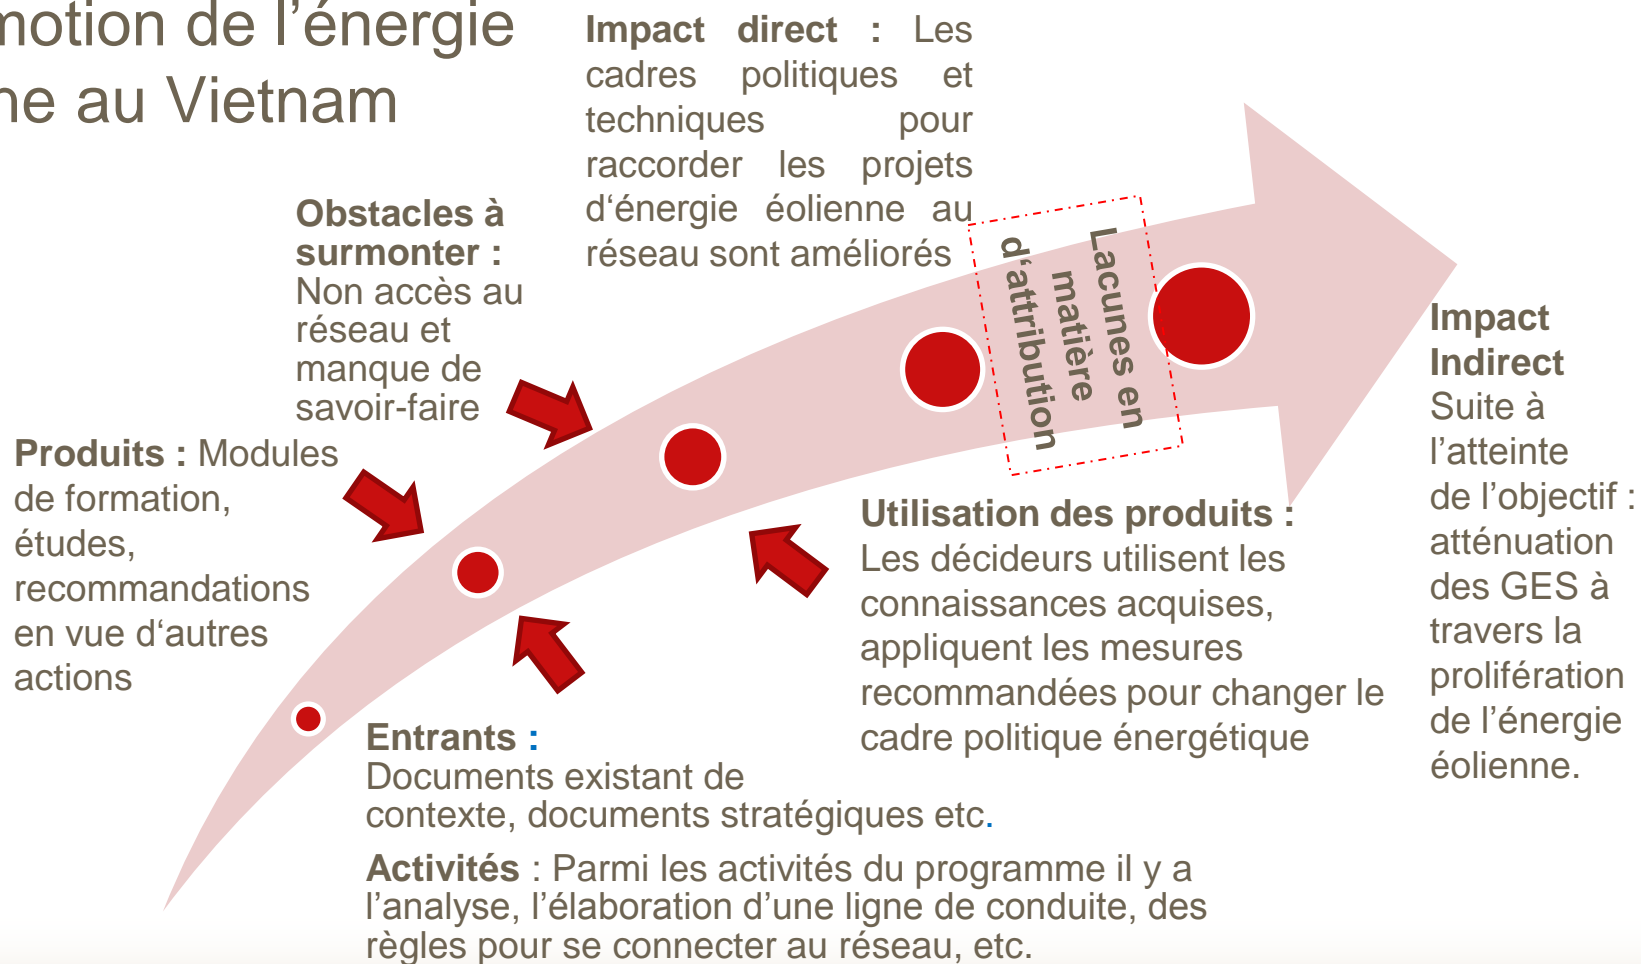 motion de l’énergie
ne au Vietnam
Impact direct : Les
cadres politiques et
techniques pour
raccorder les projets
d‘énergie éolienne au
réseau sont améliorés
Obstacles à
surmonter :
Non accès au
réseau et
manque de
savoir-faire
Produits : Modules
de formation,
études,
recommandations
en vue d‘autres
actions
Lacunes en
matière
d‘attribution
Impact
Indirect
Suite à
l’atteinte
de l’objectif :
atténuation
des GES à
travers la
prolifération
de l’énergie
éolienne.
Utilisation des produits :
Les décideurs utilisent les
connaissances acquises,
appliquent les mesures
recommandées pour changer le
cadre politique énergétique
Entrants :
Documents existant de
contexte, documents stratégiques etc.
Activités : Parmi les activités du programme il y a
l’analyse, l’élaboration d’une ligne de conduite, des
règles pour se connecter au réseau, etc.